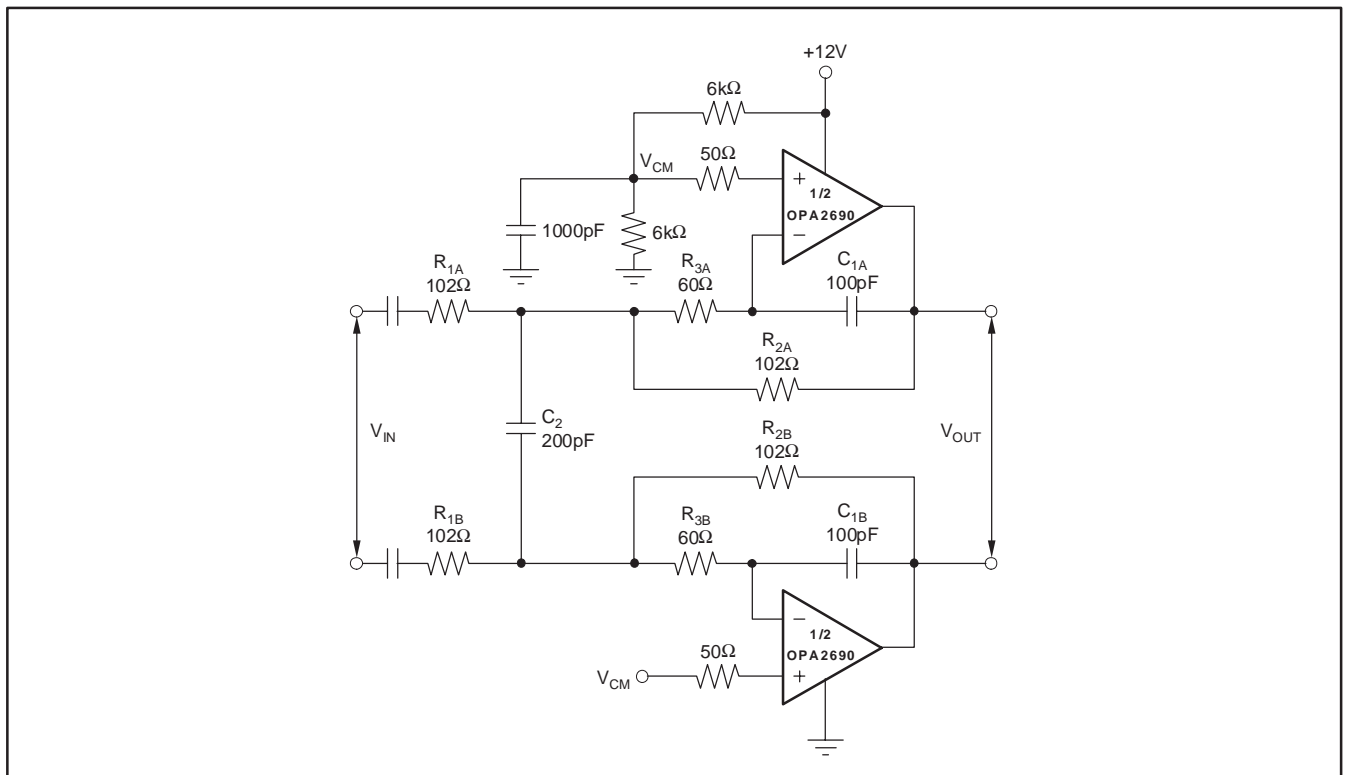 +12V
6kΩ
50Ω
V_CM
+
1/2
OPA2690
−
1000pF
6kΩ
R_1A
102Ω
R_3A
60Ω
C_1A
100pF
R_2A
102Ω
C_2
200pF
V_IN
V_OUT
R_2B
102Ω
R_1B
102Ω
R_3B
60Ω
C_1B
100pF
−
1/2
OPA2690
+
50Ω
V_CM